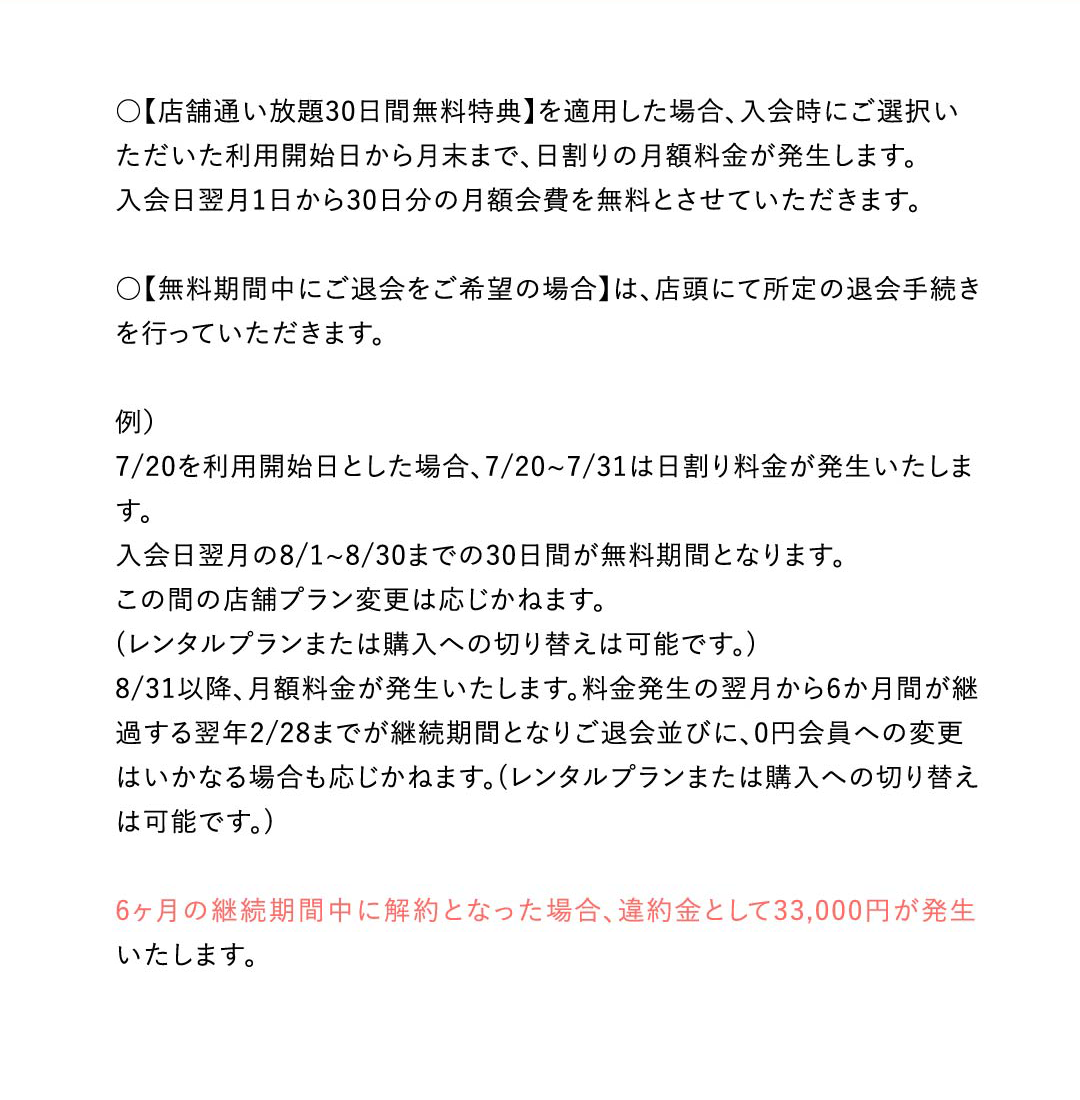 ○【店舗通い放題30日間無料特典】を適用した場合、入会時にご選択い
ただいた利用開始日から月末まで、日割りの月額料金が発生します。
入会日翌月1日から30日分の月額会費を無料とさせていただきます。
○【無料期間中にご退会をご希望の場合】は、店頭にて所定の退会手続き
を行っていただきます。
例)
7/20を利用開始日とした場合、7/20~7/31は日割り料金が発生いたしま
す。
入会日翌月の8/1~8/30までの30日間が無料期間となります。
この間の店舗プラン変更は応じかねます。
(レンタルプランまたは購入への切り替えは可能です。)
8/31以降、月額料金が発生いたします。料金発生の翌月から6か月間が継
過する翌年2/28までが継続期間となりご退会並びに、0円会員への変更
はいかなる場合も応じかねます。(レンタルプランまたは購入への切り替え
は可能です。)
6ヶ月の継続期間中に解約となった場合、違約金として33,000円が発生
いたします。